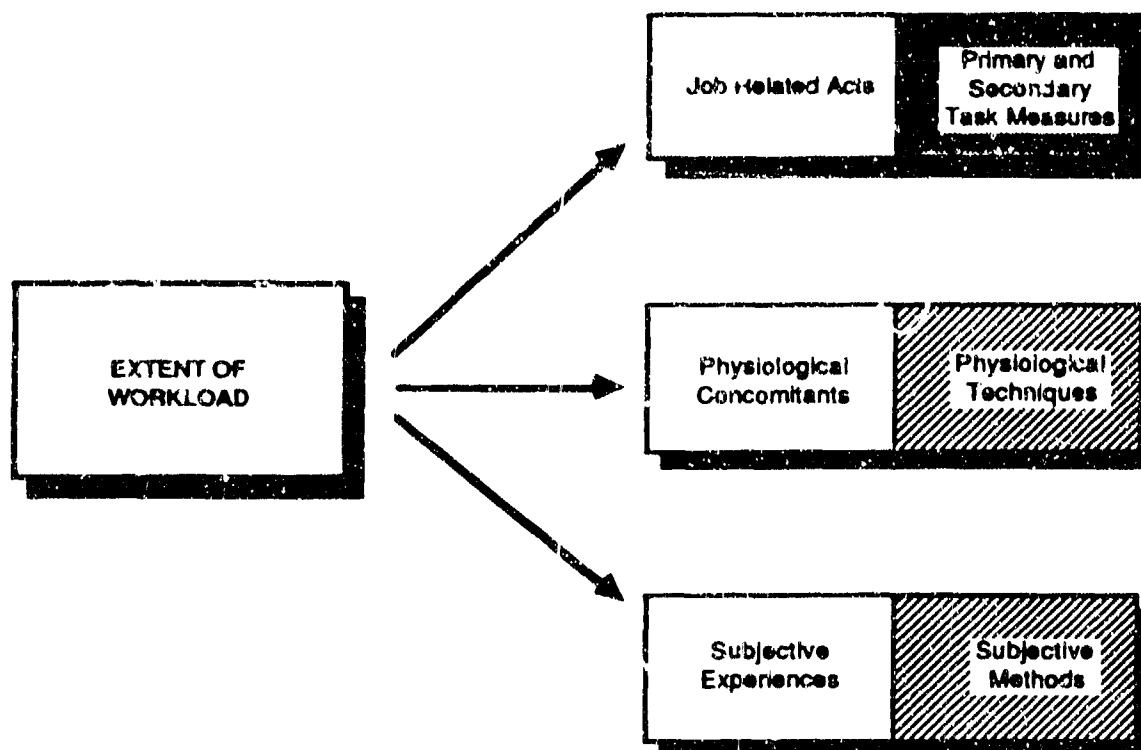 Job Related Acts
Primary and
Secondary
Task Measures
EXTENT OF
WORKLOAD
Physiological
Concomitants
Physiological
Techniques
Subjective
Experiences
Subjective
Methods